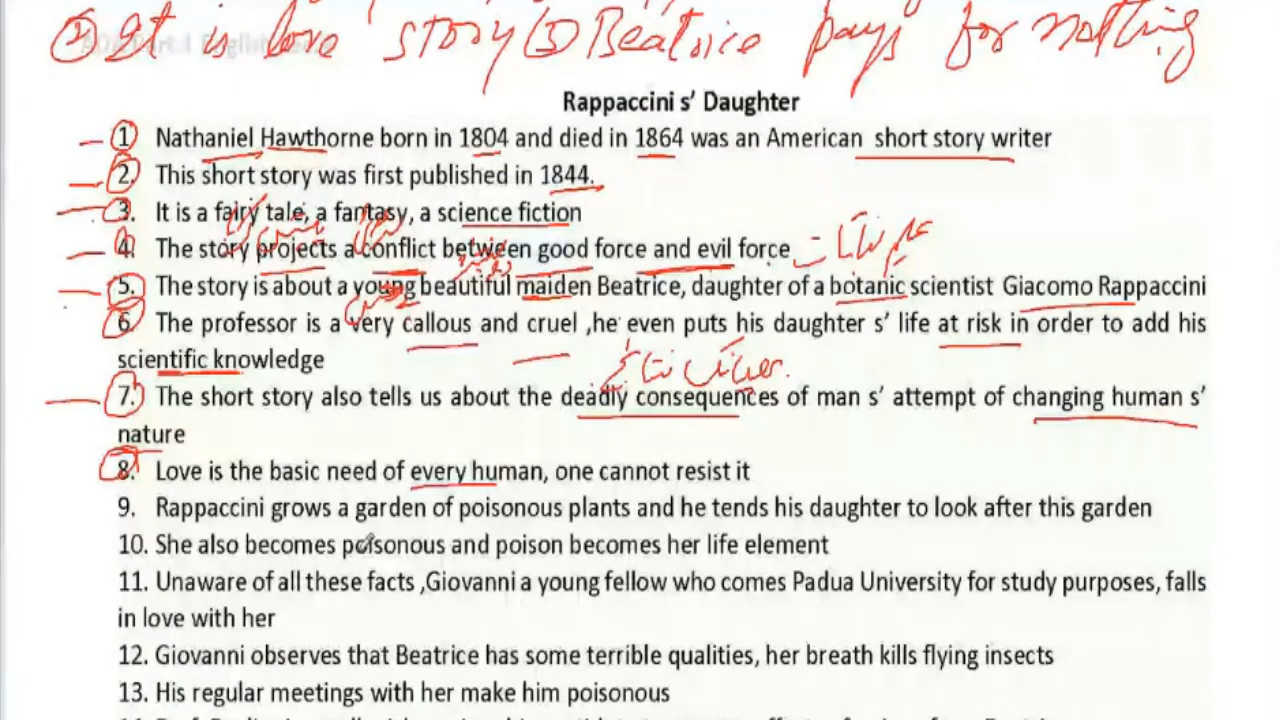 ② It is love story ③ Beatrice pays for nothing
Rappaccini s’ Daughter
1. Nathaniel Hawthorne born in 1804 and died in 1864 was an American short story writer
2. This short story was first published in 1844.
3. It is a fairy tale, a fantasy, a science fiction
4. The story projects a conflict between good force and evil force
5. The story is about a young beautiful maiden Beatrice, daughter of a botanic scientist Giacomo Rappaccini
6. The professor is a very callous and cruel ,he even puts his daughter s’ life at risk in order to add his
scientific knowledge
7. The short story also tells us about the deadly consequences of man s’ attempt of changing human s’
nature
8. Love is the basic need of every human, one cannot resist it
9. Rappaccini grows a garden of poisonous plants and he tends his daughter to look after this garden
10. She also becomes poisonous and poison becomes her life element
11. Unaware of all these facts ,Giovanni a young fellow who comes Padua University for study purposes, falls
in love with her
12. Giovanni observes that Beatrice has some terrible qualities, her breath kills flying insects
13. His regular meetings with her make him poisonous